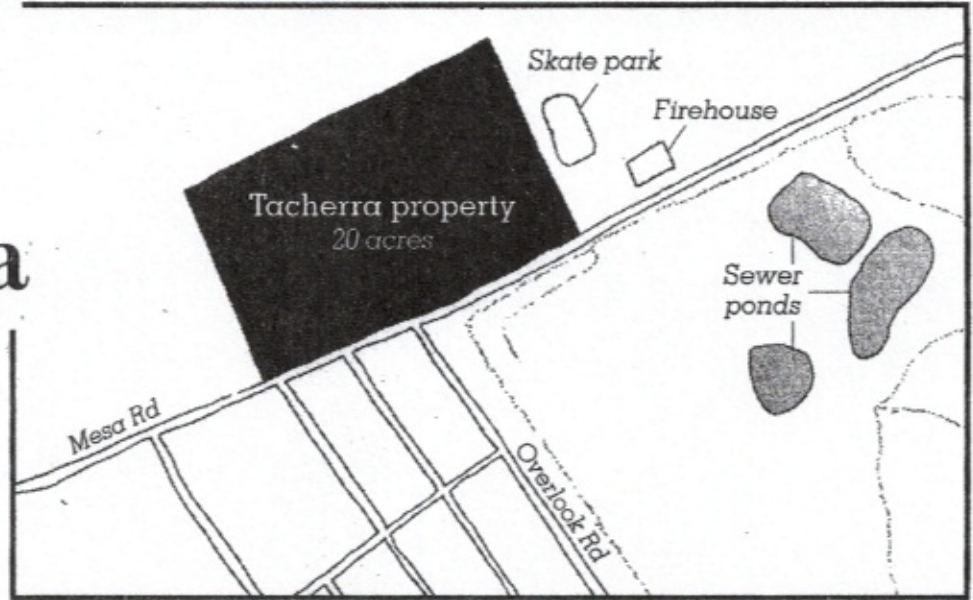 Skate park
Firehouse
Tacherra property
20 acres
a
Sewer
ponds
Mesa Rd
Overlook Rd